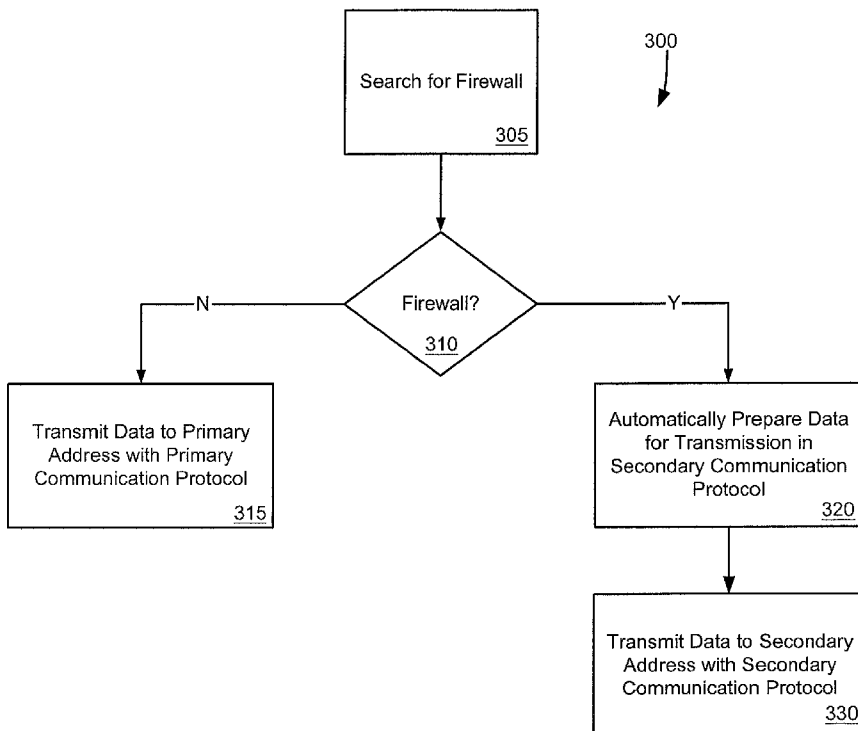 300
Search for Firewall
305
Firewall?
310
N
Y
Transmit Data to Primary
Address with Primary
Communication Protocol
315
Automatically Prepare Data
for Transmission in
Secondary Communication
Protocol
320
Transmit Data to Secondary
Address with Secondary
Communication Protocol
330